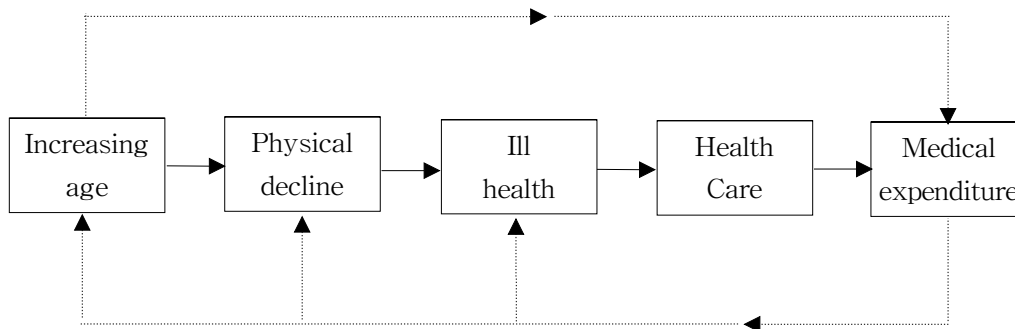 Increasing
age
Physical
decline
Ill
health
Health
Care
Medical
expenditure